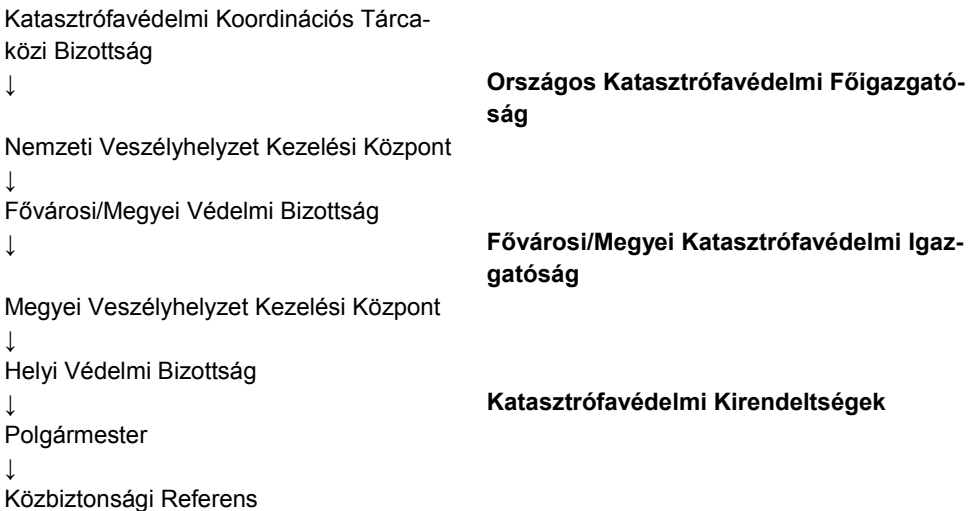 Katasztrófavédelmi Koordinációs Tárca-
közi Bizottság
↓
Országos Katasztrófavédelmi Főigazgató-
ság
Nemzeti Veszélyhelyzet Kezelési Központ
↓
Fővárosi/Megyei Védelmi Bizottság
↓
Fővárosi/Megyei Katasztrófavédelmi Igaz-
gatóság
Megyei Veszélyhelyzet Kezelési Központ
↓
Helyi Védelmi Bizottság
↓
Katasztrófavédelmi Kirendeltségek
Polgármester
↓
Közbiztonsági Referens